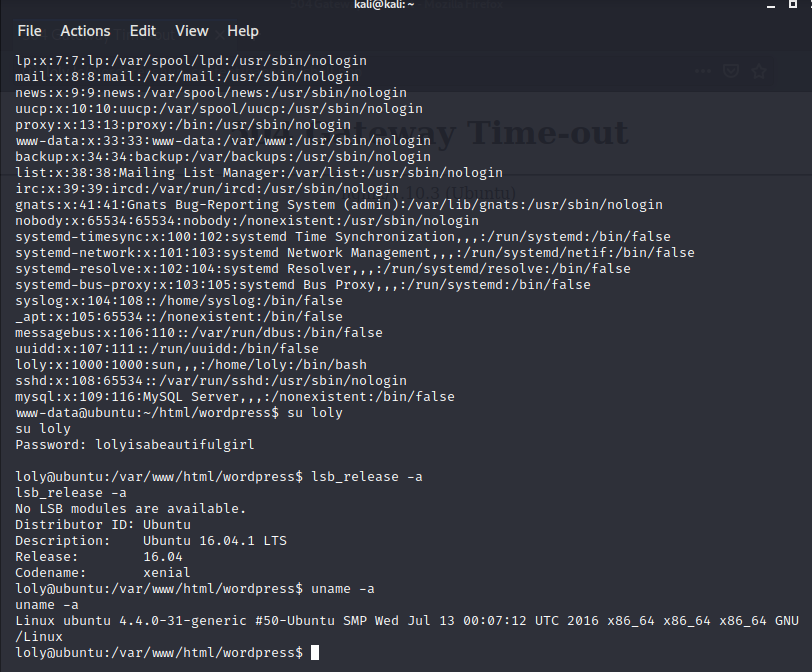 kali@kali: ~
File Actions Edit View Help
lp:x:7:7:lp:/var/spool/lpd:/usr/sbin/nologin
mail:x:8:8:mail:/var/mail:/usr/sbin/nologin
news:x:9:9:news:/var/spool/news:/usr/sbin/nologin
uucp:x:10:10:uucp:/var/spool/uucp:/usr/sbin/nologin
proxy:x:13:13:proxy:/bin:/usr/sbin/nologin
www-data:x:33:33:www-data:/var/www:/usr/sbin/nologin
backup:x:34:34:backup:/var/backups:/usr/sbin/nologin
list:x:38:38:Mailing List Manager:/var/list:/usr/sbin/nologin
irc:x:39:39:ircd:/var/run/ircd:/usr/sbin/nologin
gnats:x:41:41:Gnats Bug-Reporting System (admin):/var/lib/gnats:/usr/sbin/nologin
nobody:x:65534:65534:nobody:/nonexistent:/usr/sbin/nologin
systemd-timesync:x:100:102:systemd Time Synchronization,,,:/run/systemd:/bin/false
systemd-network:x:101:103:systemd Network Management,,,:/run/systemd/netif:/bin/false
systemd-resolve:x:102:104:systemd Resolver,,,:/run/systemd/resolve:/bin/false
systemd-bus-proxy:x:103:105:systemd Bus Proxy,,,:/run/systemd:/bin/false
syslog:x:104:108::/home/syslog:/bin/false
_apt:x:105:65534::/nonexistent:/bin/false
messagebus:x:106:110::/var/run/dbus:/bin/false
uuidd:x:107:111::/run/uuidd:/bin/false
loly:x:1000:1000:sun,,,:/home/loly:/bin/bash
sshd:x:108:65534::/var/run/sshd:/usr/sbin/nologin
mysql:x:109:116:MySQL Server,,,:/nonexistent:/bin/false
www-data@ubuntu:~/html/wordpress$ su loly
su loly
Password: lolyisabeautifulgirl
loly@ubuntu:/var/www/html/wordpress$ lsb_release -a
lsb_release -a
No LSB modules are available.
Distributor ID: Ubuntu
Description: Ubuntu 16.04.1 LTS
Release: 16.04
Codename: xenial
loly@ubuntu:/var/www/html/wordpress$ uname -a
uname -a
Linux ubuntu 4.4.0-31-generic #50-Ubuntu SMP Wed Jul 13 00:07:12 UTC 2016 x86_64 x86_64 x86_64 GNU
/Linux
loly@ubuntu:/var/www/html/wordpress$
Gateway Time-out
10.3 (Ubuntu)